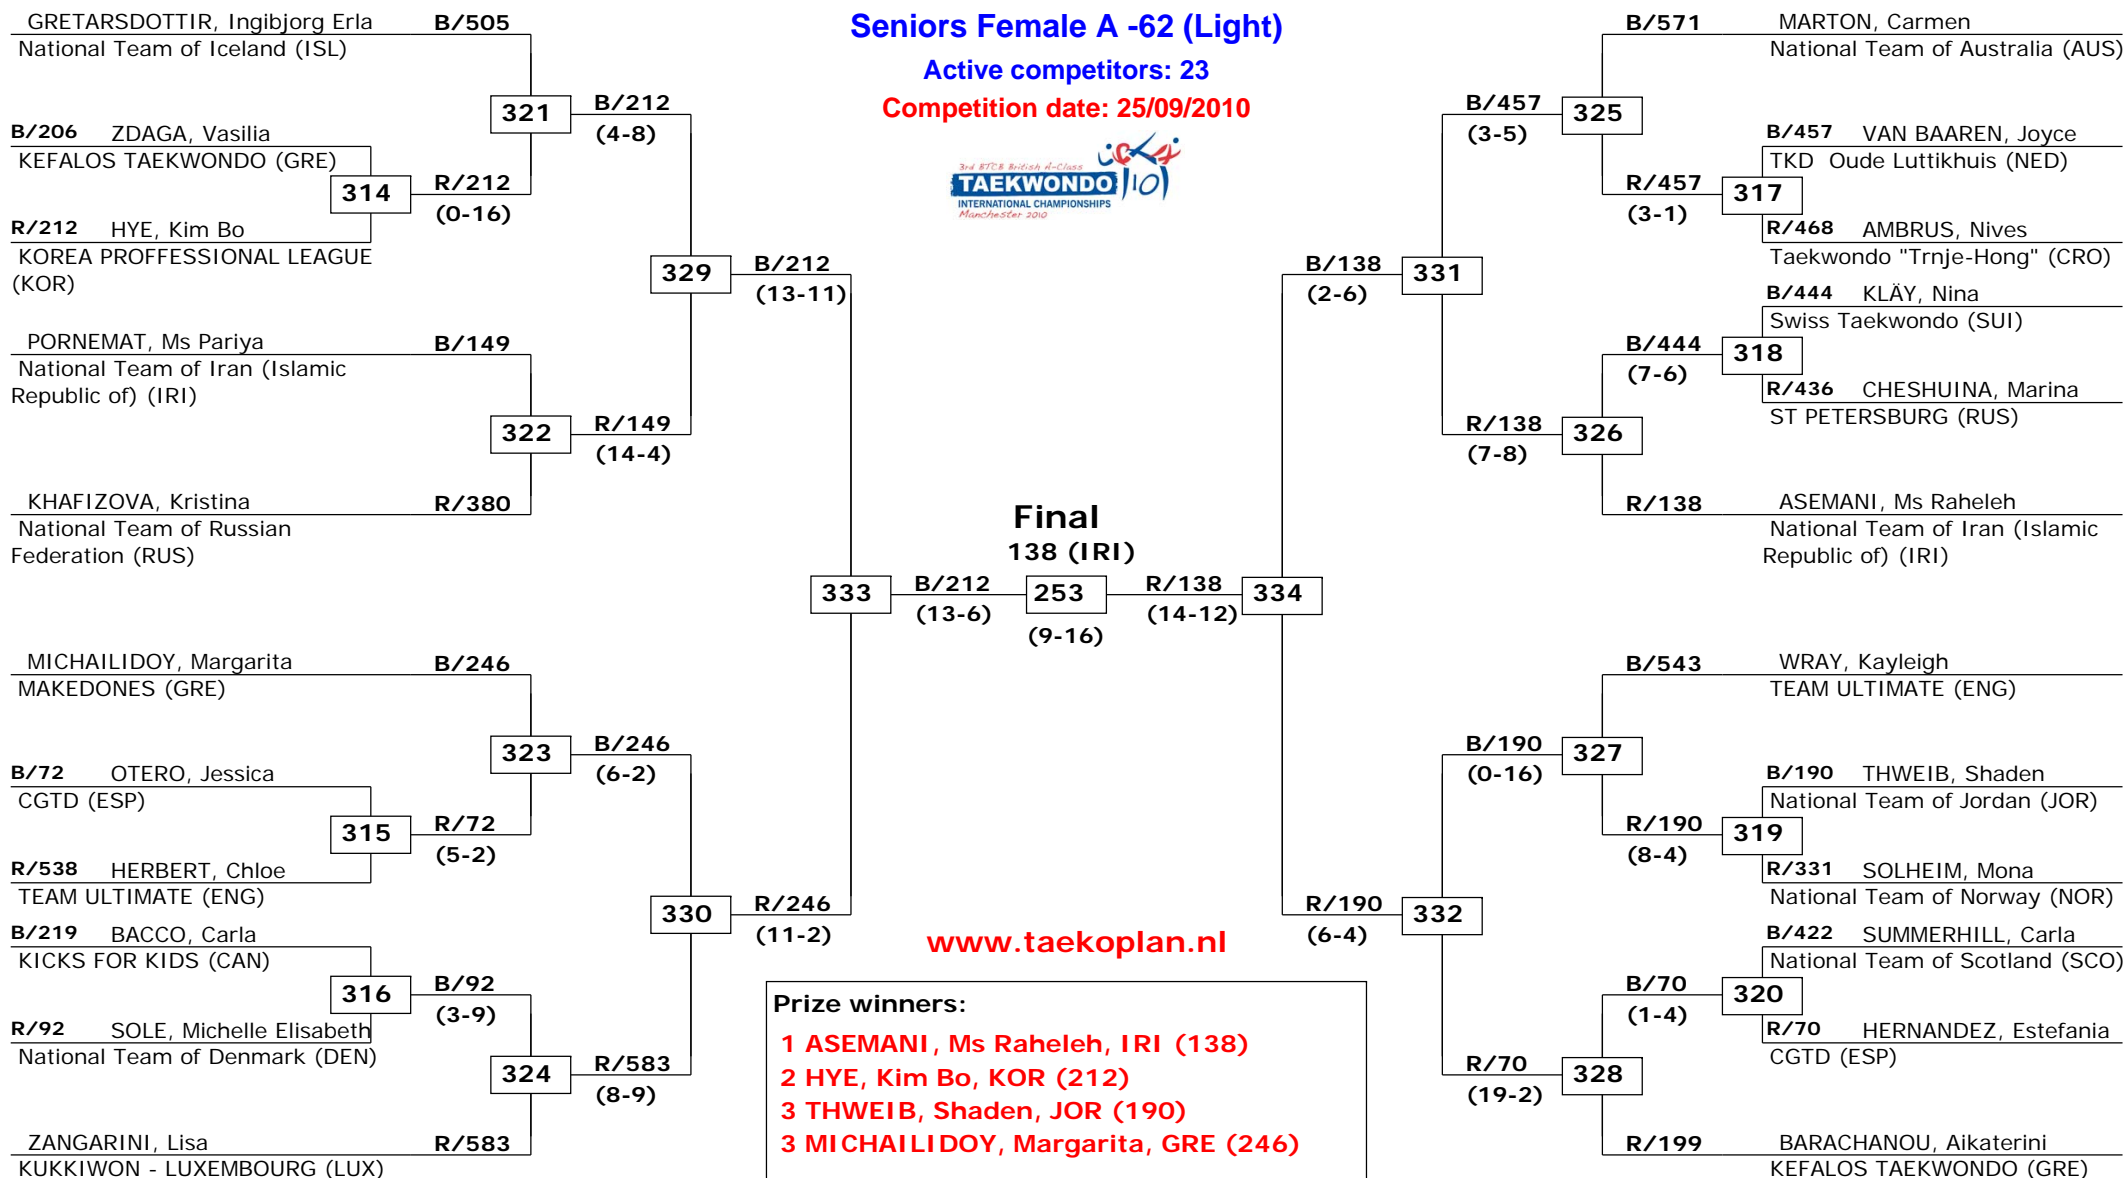 Seniors Female A -62 (Light)
Active competitors: 23
Competition date: 25/09/2010
3rd BTCB British A-Class
TAEKWONDO
INTERNATIONAL CHAMPIONSHIPS
Manchester 2010
'10
GRETARSDOTTIR, Ingibjorg Erla B/505
National Team of Iceland (ISL)
321
B/212
(4-8)
B/206 ZDAGA, Vasilia
KEFALOS TAEKWONDO (GRE)
314
R/212
(0-16)
R/212 HYE, Kim Bo
KOREA PROFFESSIONAL LEAGUE
(KOR)
329
B/212
(13-11)
PORNEMAT, Ms Pariya B/149
National Team of Iran (Islamic
Republic of) (IRI)
322
R/149
(14-4)
KHAFIZOVA, Kristina R/380
National Team of Russian
Federation (RUS)
333
B/212
(13-6)
MICHAILIDOY, Margarita B/246
MAKEDONES (GRE)
323
B/246
(6-2)
B/72 OTERO, Jessica
CGTD (ESP)
315
R/72
(5-2)
R/538 HERBERT, Chloe
TEAM ULTIMATE (ENG)
330
R/246
(11-2)
B/219 BACCO, Carla
KICKS FOR KIDS (CAN)
316
B/92
(3-9)
R/92 SOLE, Michelle Elisabeth
National Team of Denmark (DEN)
324
R/583
(8-9)
ZANGARINI, Lisa R/583
KUKKIWON - LUXEMBOURG (LUX)
Final
138 (IRI)
253
(9-16)
R/138
(14-12)
334
B/571 MARTON, Carmen
National Team of Australia (AUS)
B/457
(3-5)
325
B/457 VAN BAAREN, Joyce
TKD Oude Luttikhuis (NED)
R/457
(3-1)
317
R/468 AMBRUS, Nives
Taekwondo "Trnje-Hong" (CRO)
B/138
(2-6)
331
B/444 KLÄY, Nina
Swiss Taekwondo (SUI)
B/444
(7-6)
318
R/436 CHESHUINA, Marina
ST PETERSBURG (RUS)
R/138
(7-8)
326
R/138 ASEMANI, Ms Raheleh
National Team of Iran (Islamic
Republic of) (IRI)
B/543 WRAY, Kayleigh
TEAM ULTIMATE (ENG)
B/190
(0-16)
327
B/190 THWEIB, Shaden
National Team of Jordan (JOR)
R/190
(8-4)
319
R/331 SOLHEIM, Mona
National Team of Norway (NOR)
R/190
(6-4)
332
B/422 SUMMERHILL, Carla
National Team of Scotland (SCO)
B/70
(1-4)
320
R/70 HERNANDEZ, Estefania
CGTD (ESP)
R/70
(19-2)
328
R/199 BARACHANOU, Aikaterini
KEFALOS TAEKWONDO (GRE)
www.taekoplan.nl
Prize winners:
1 ASEMANI, Ms Raheleh, IRI (138)
2 HYE, Kim Bo, KOR (212)
3 THWEIB, Shaden, JOR (190)
3 MICHAILIDOY, Margarita, GRE (246)